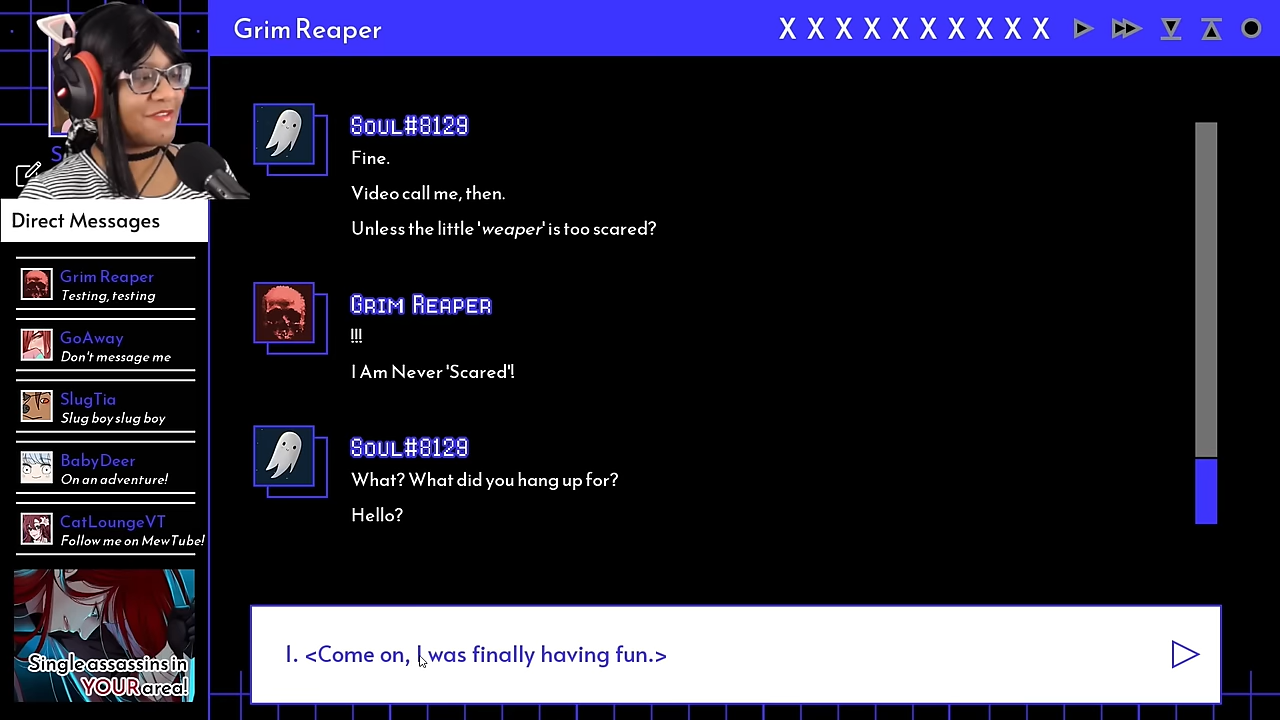 Grim Reaper
X X X X X X X X X X
S
Direct Messages
Grim Reaper
Testing, testing
GoAway
Don't message me
SlugTia
Slug boy slug boy
BabyDeer
On an adventure!
CatLoungeVT
Follow me on MewTube!
Single assassins in
YOUR area!
Soul#8129
Fine.
Video call me, then.
Unless the little 'weaper' is too scared?
Grim Reaper
!!!
I Am Never 'Scared'!
Soul#8129
What? What did you hang up for?
Hello?
1. <Come on, I was finally having fun.>